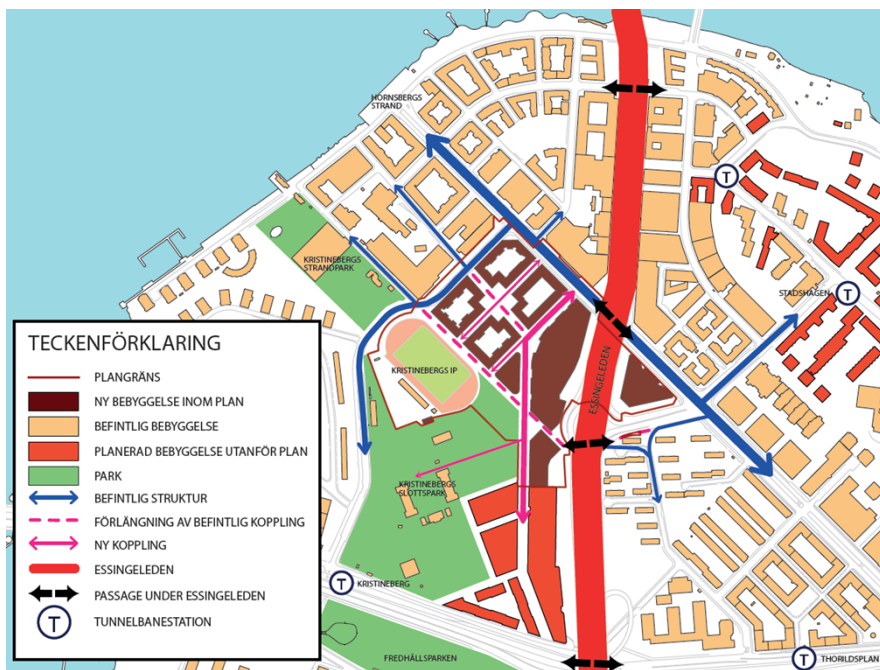 HORNSBERGS
STRAND
T
STADSHAGEN
T
KRISTINEBERGS
STRANDPARK
KRISTINEBERGS IP
ESSINGELEDEN
KRISTINEBERGS
SLOTTSPARK
T
KRISTINEBERG
FREDHÄLLSPARKEN
T
THORILDSPLAN
TECKENFÖRKLARING
PLANGRÄNS
NY BEBYGGELSE INOM PLAN
BEFINTLIG BEBYGGELSE
PLANERAD BEBYGGELSE UTANFÖR PLAN
PARK
BEFINTLIG STRUKTUR
FÖRLÄNGNING AV BEFINTLIG KOPPLING
NY KOPPLING
ESSINGELEDEN
PASSAGE UNDER ESSINGELEDEN
T
TUNNELBANESTATION